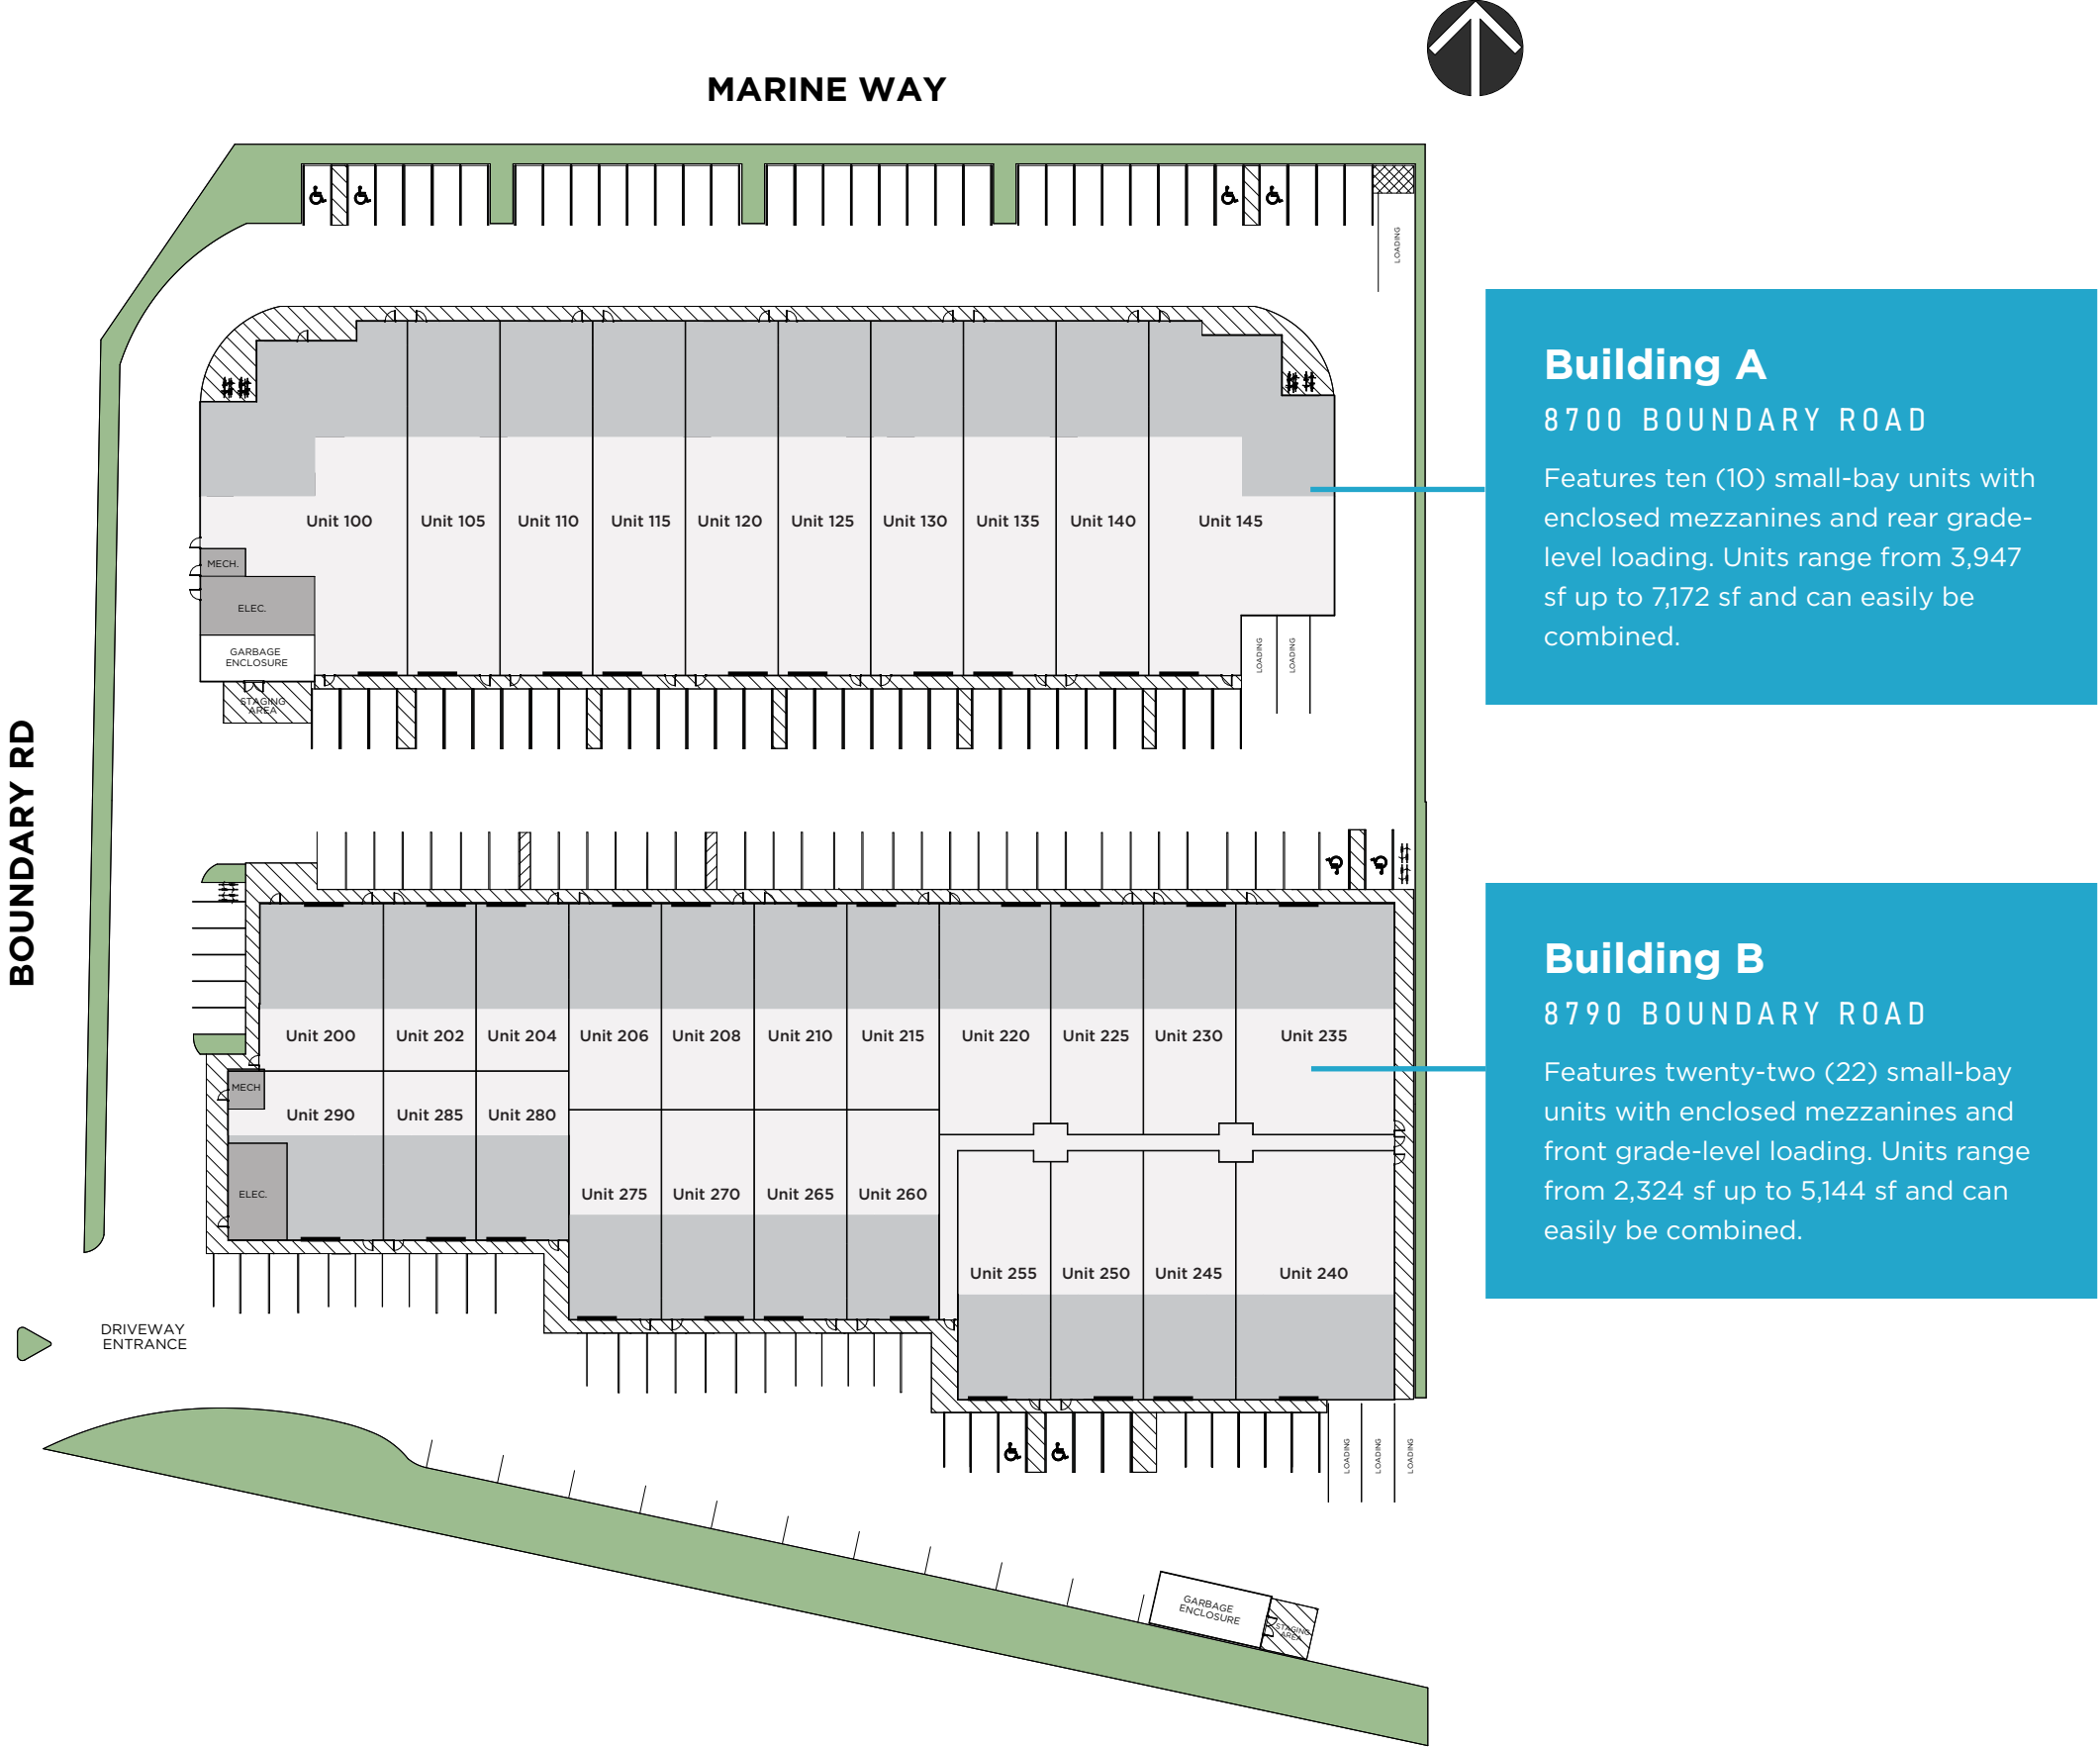 MARINE WAY
LOADING
Building A
8700 BOUNDARY ROAD
Features ten (10) small-bay units with
enclosed mezzanines and rear grade-
level loading. Units range from 3,947
sf up to 7,172 sf and can easily be
combined.
Unit 100
Unit 105
Unit 110
Unit 115
Unit 120
Unit 125
Unit 130
Unit 135
Unit 140
Unit 145
MECH.
ELEC.
GARBAGE
ENCLOSURE
STAGING
AREA
LOADING
LOADING
BOUNDARY RD
Building B
8790 BOUNDARY ROAD
Features twenty-two (22) small-bay
units with enclosed mezzanines and
front grade-level loading. Units range
from 2,324 sf up to 5,144 sf and can
easily be combined.
Unit 200
Unit 202
Unit 204
Unit 206
Unit 208
Unit 210
Unit 215
Unit 220
Unit 225
Unit 230
Unit 235
MECH
Unit 290
Unit 285
Unit 280
ELEC.
Unit 275
Unit 270
Unit 265
Unit 260
Unit 255
Unit 250
Unit 245
Unit 240
DRIVEWAY
ENTRANCE
LOADING
LOADING
LOADING
GARBAGE
ENCLOSURE
STAGING
AREA